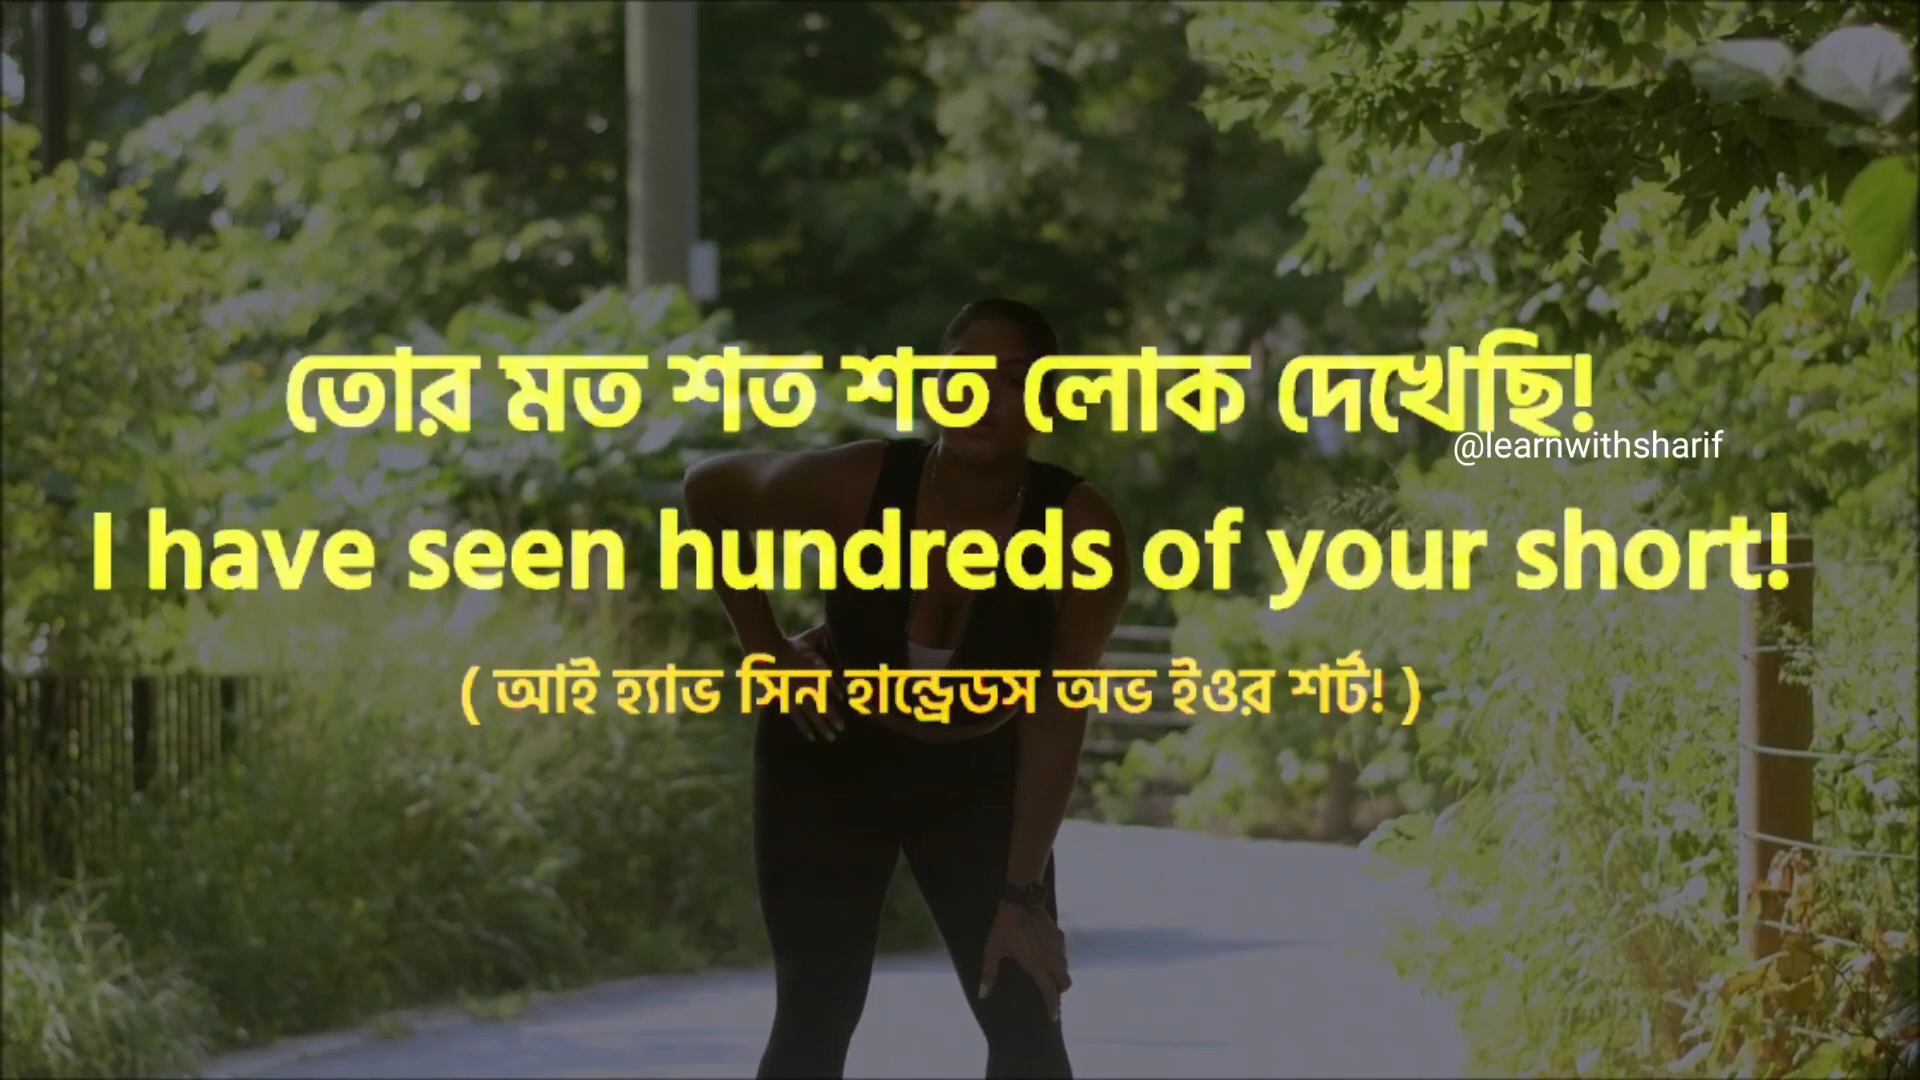 তোর মত শত শত লোক দেখেছি!
@learnwithsharif
I have seen hundreds of your short!
( আই হ্যাভ সিন হান্ড্রেডস অভ ইওর শর্ট! )